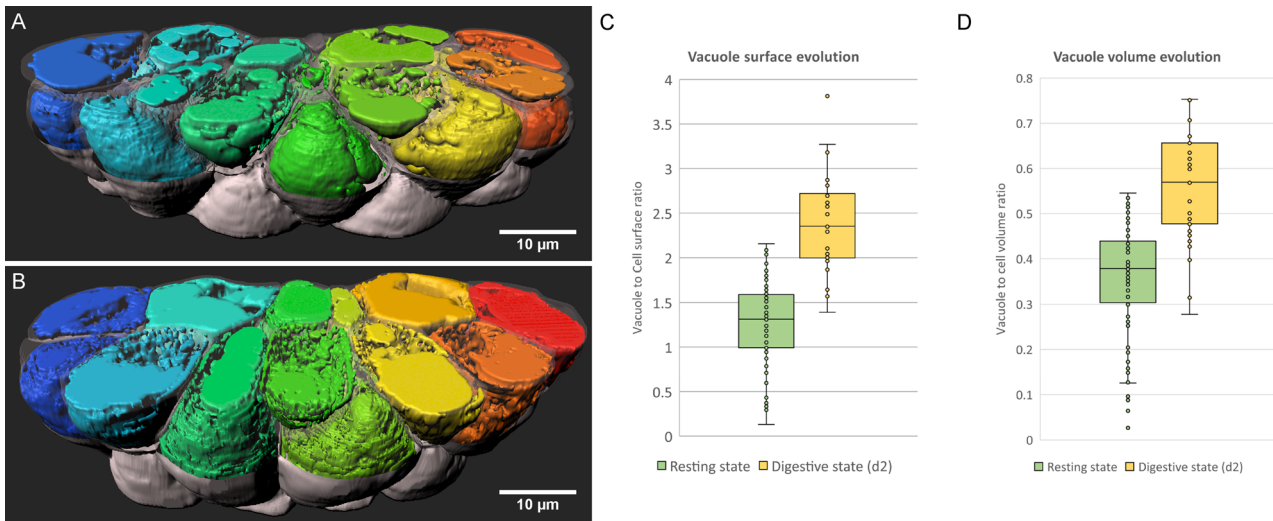 A
10 µm
B
10 µm
C
Vacuole surface evolution
Vacuole to Cell surface ratio
4
3.5
3
2.5
2
1.5
1
0.5
0
Resting state
Digestive state (d2)
D
Vacuole volume evolution
Vacuole to cell volume ratio
0.8
0.7
0.6
0.5
0.4
0.3
0.2
0.1
0
Resting state
Digestive state (d2)